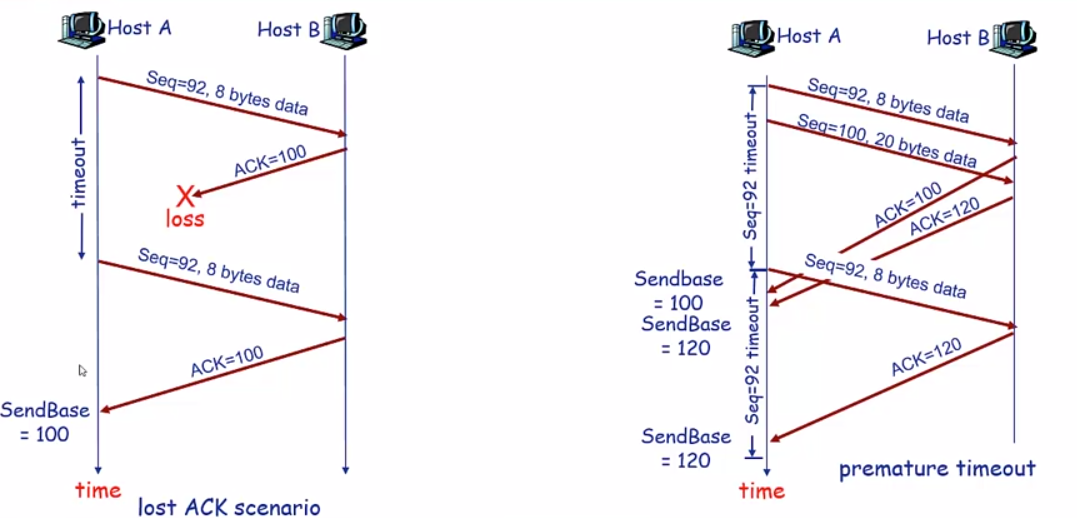 Host A
Host B
Seq=92, 8 bytes data
timeout
ACK=100
X
loss
Seq=92, 8 bytes data
ACK=100
SendBase
= 100
time
lost ACK scenario
Host A
Host B
Seq=92, 8 bytes data
Seq=100, 20 bytes data
Seq=92 timeout
ACK=100
ACK=120
Seq=92, 8 bytes data
Sendbase
= 100
SendBase
= 120
Seq=92 timeout
ACK=120
SendBase
= 120
premature timeout
time